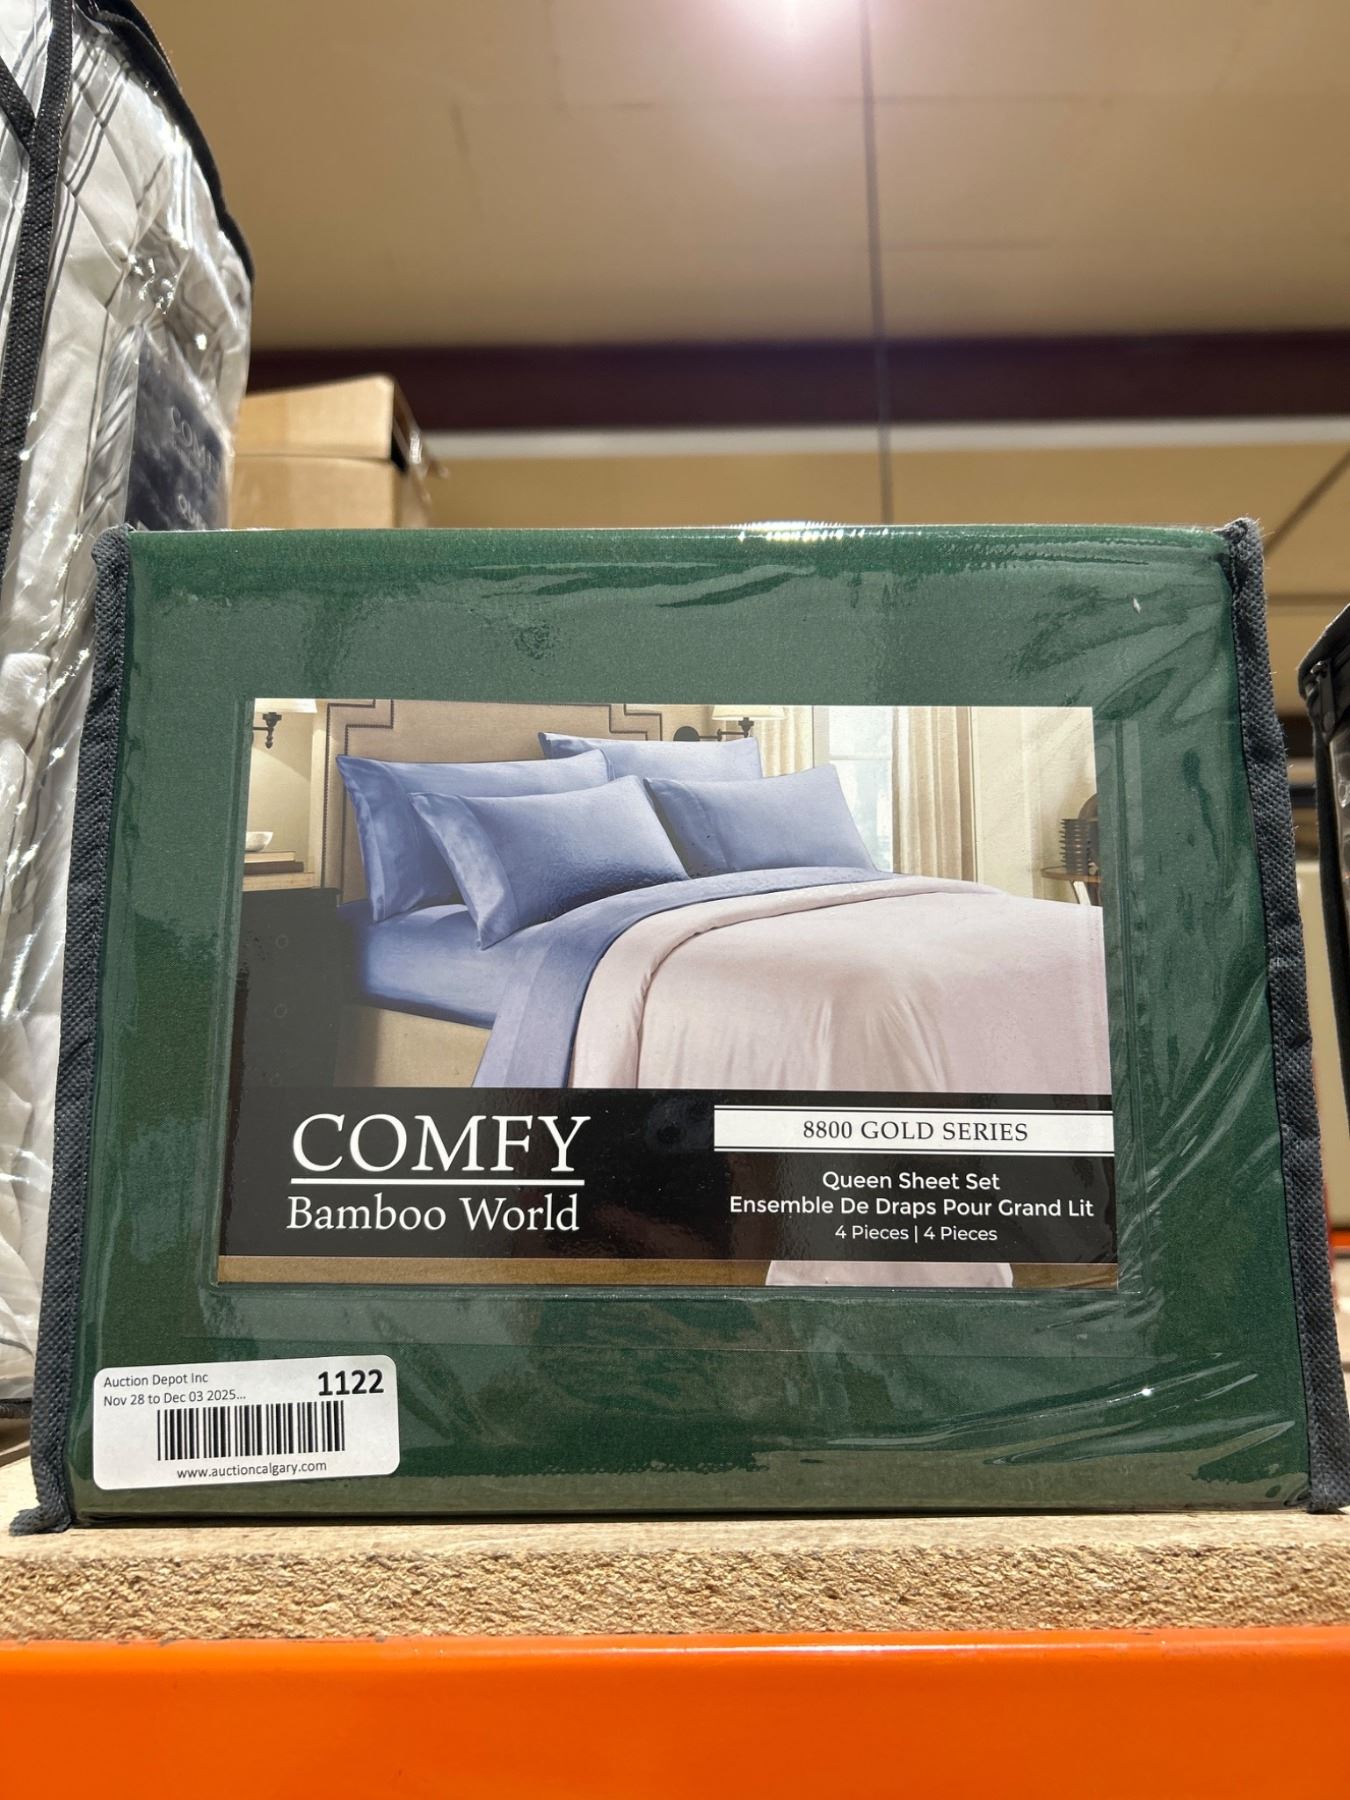 COMFY
Bamboo World
8800 GOLD SERIES
Queen Sheet Set
Ensemble De Draps Pour Grand Lit
4 Pieces | 4 Pieces
Auction Depot Inc
1122
Nov 28 to Dec 03 2025...
www.auctioncalgary.com